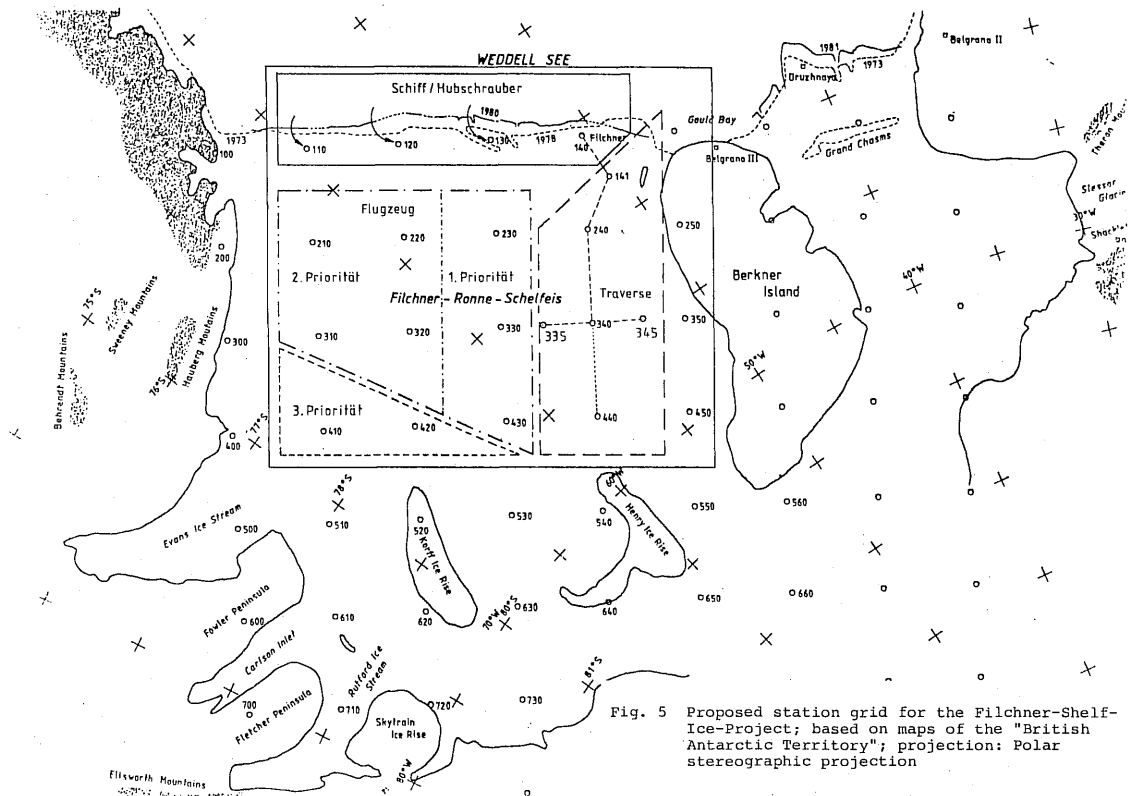 WEDDELL SEE
Schiff / Hubschrauber
1980
1973
1978
Filchner
100
110
120
130
140
141
Gould Bay
Belgrano III
Druzhnaya
1981
1973
Belgrano II
Grand Chasms
Theron Mou
Slessor
Glacier
30°W
Shackle
Flugzeug
200
210
220
230
240
250
2. Priorität
1. Priorität
Filchner - Ronne - Schelfeis
Traverse
Berkner
Island
40°W
75°S
Sweeney Mountains
Hauberg Moutains
76°S
Behrendt Mountains
300
310
320
330
335
340
345
350
50°W
3. Priorität
77°S
400
410
420
430
440
450
78°S
60°W
Evans Ice Stream
500
510
520
Korff Ice Rise
530
540
Henry Ice Rise
550
560
Fowler Peninsula
600
610
620
70°W
80°S
630
640
650
660
Carlson Inlet
Rutford Ice
Stream
Fletcher Peninsula
700
710
Skytrain
Ice Rise
720
730
81°S
80°W
Ellsworth Mountains
Fig. 5 Proposed station grid for the Filchner-Shelf-
Ice-Project; based on maps of the "British
Antarctic Territory"; projection: Polar
stereographic projection